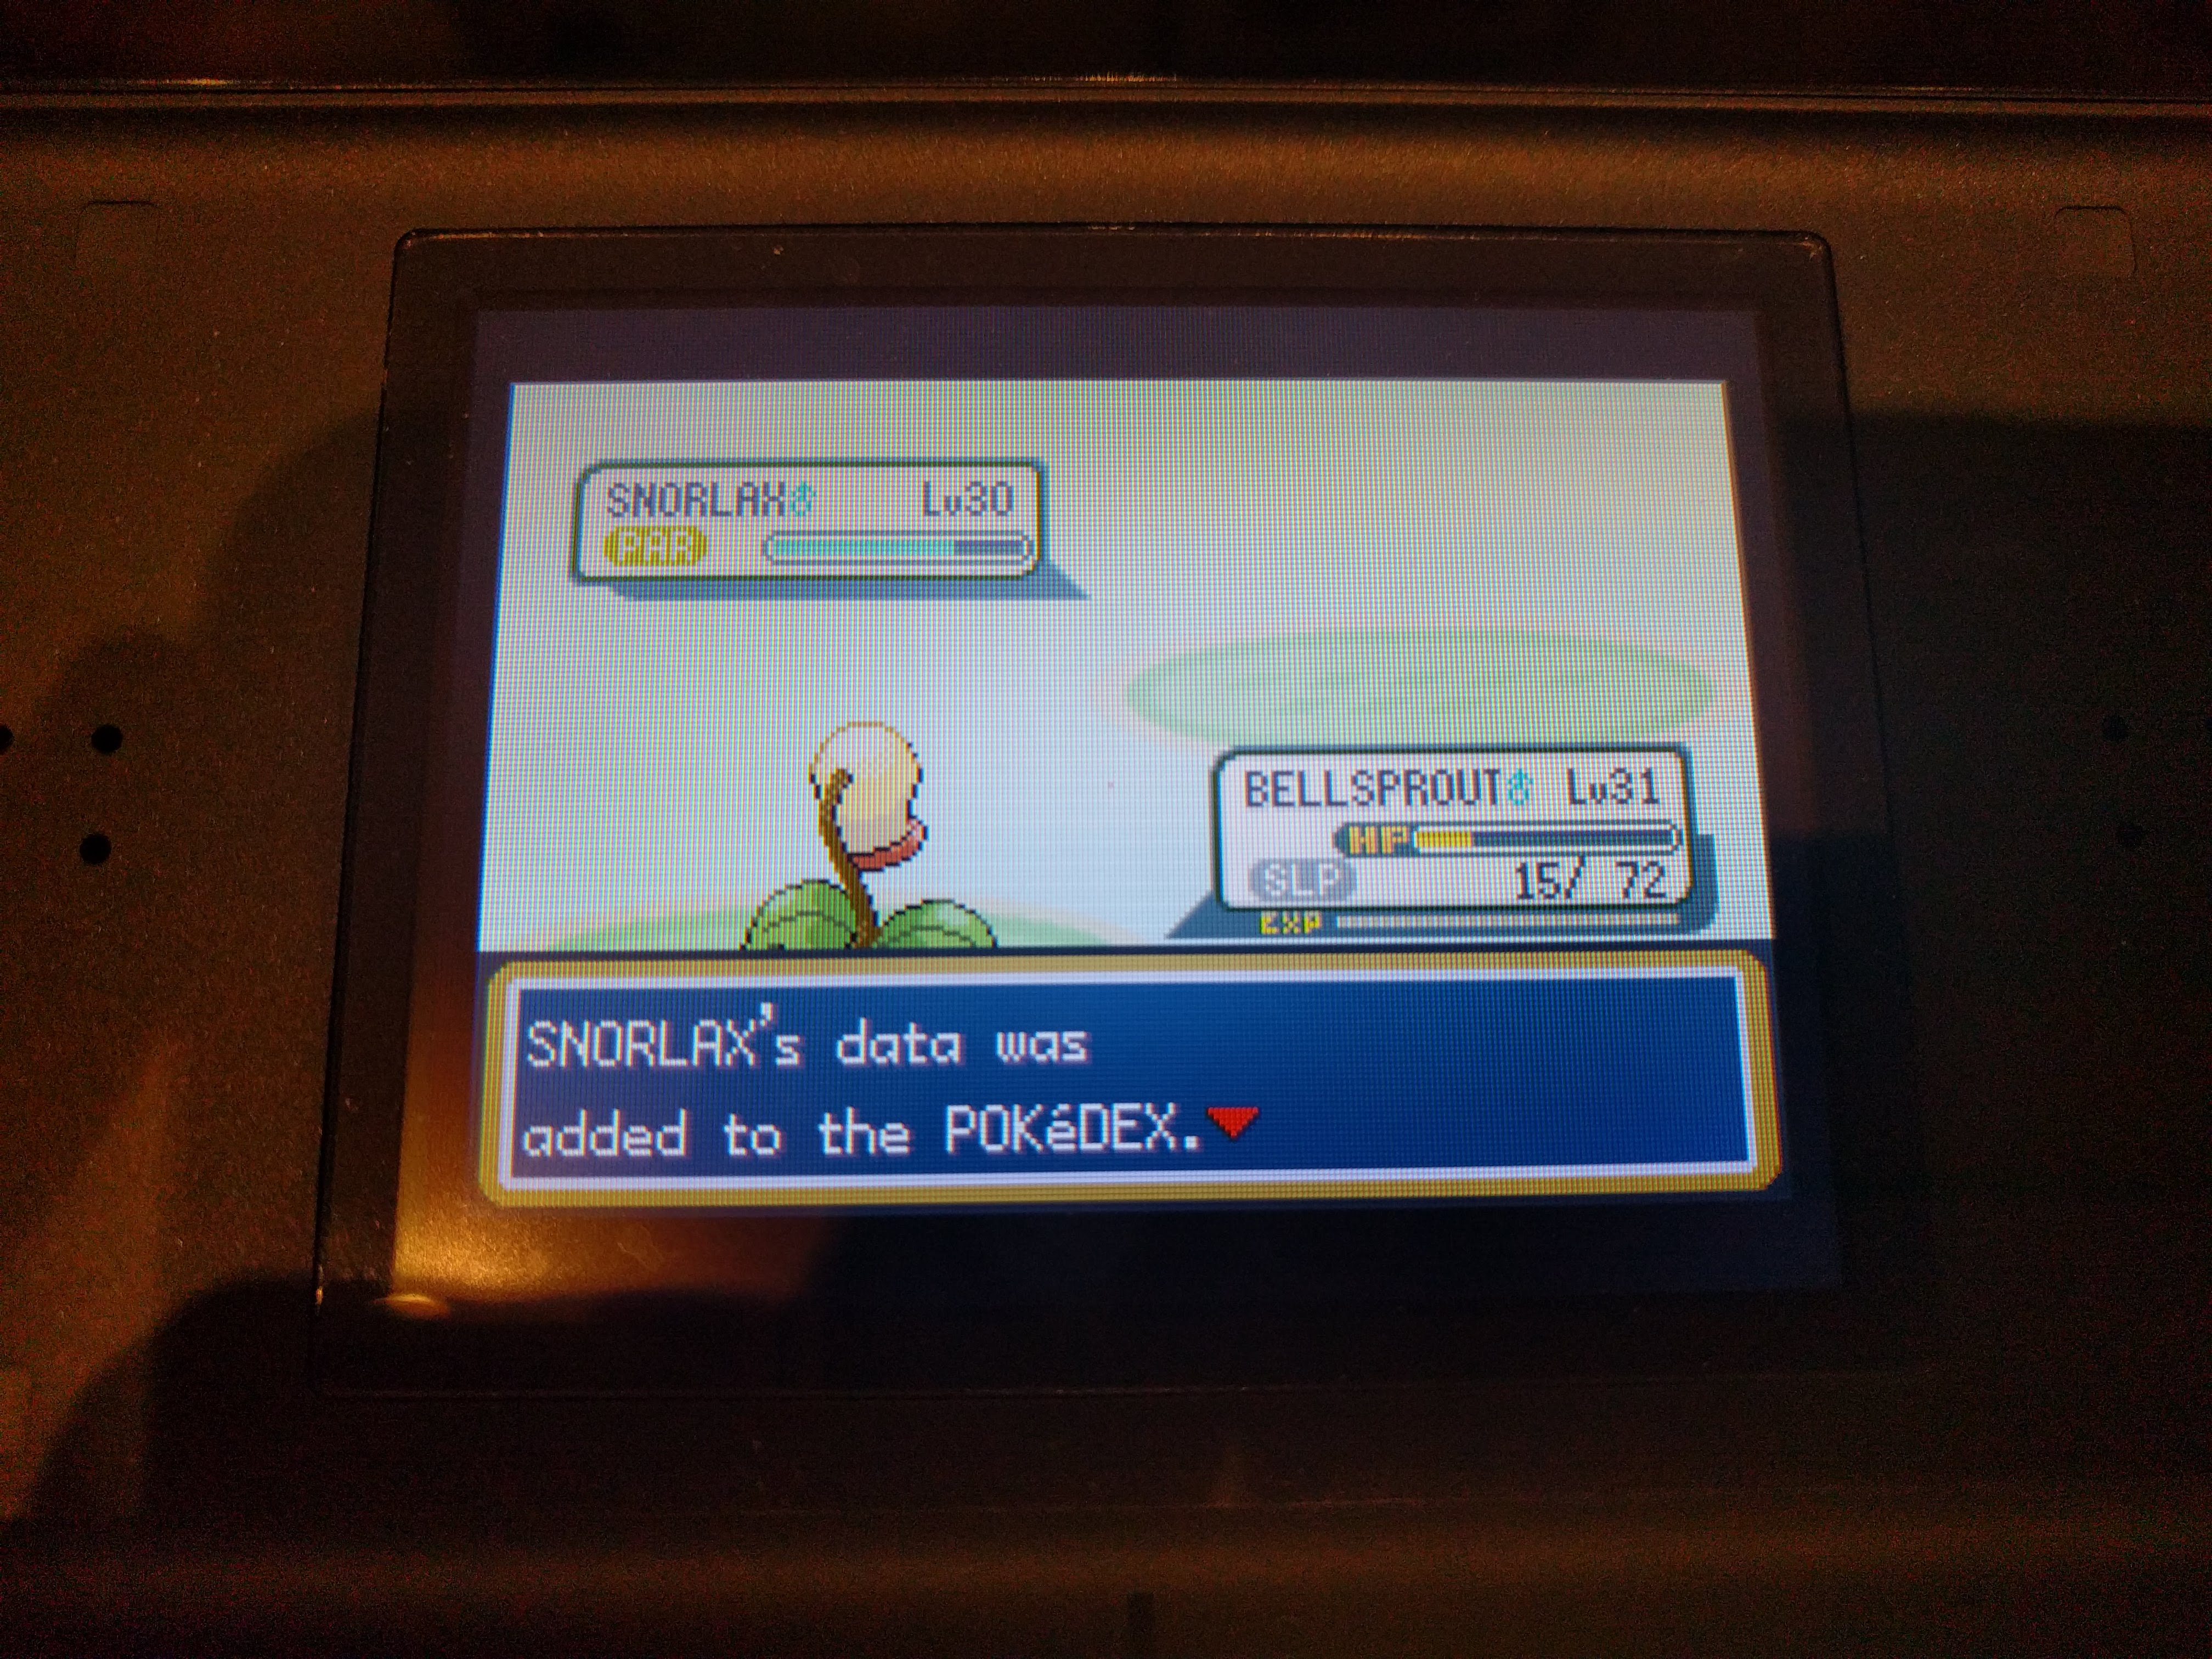 SNORLAX♂ Lv30
PAR
BELLSPROUT♂ Lv31
HP
SLP 15/ 72
EXP
SNORLAX's data was
added to the POKéDEX.